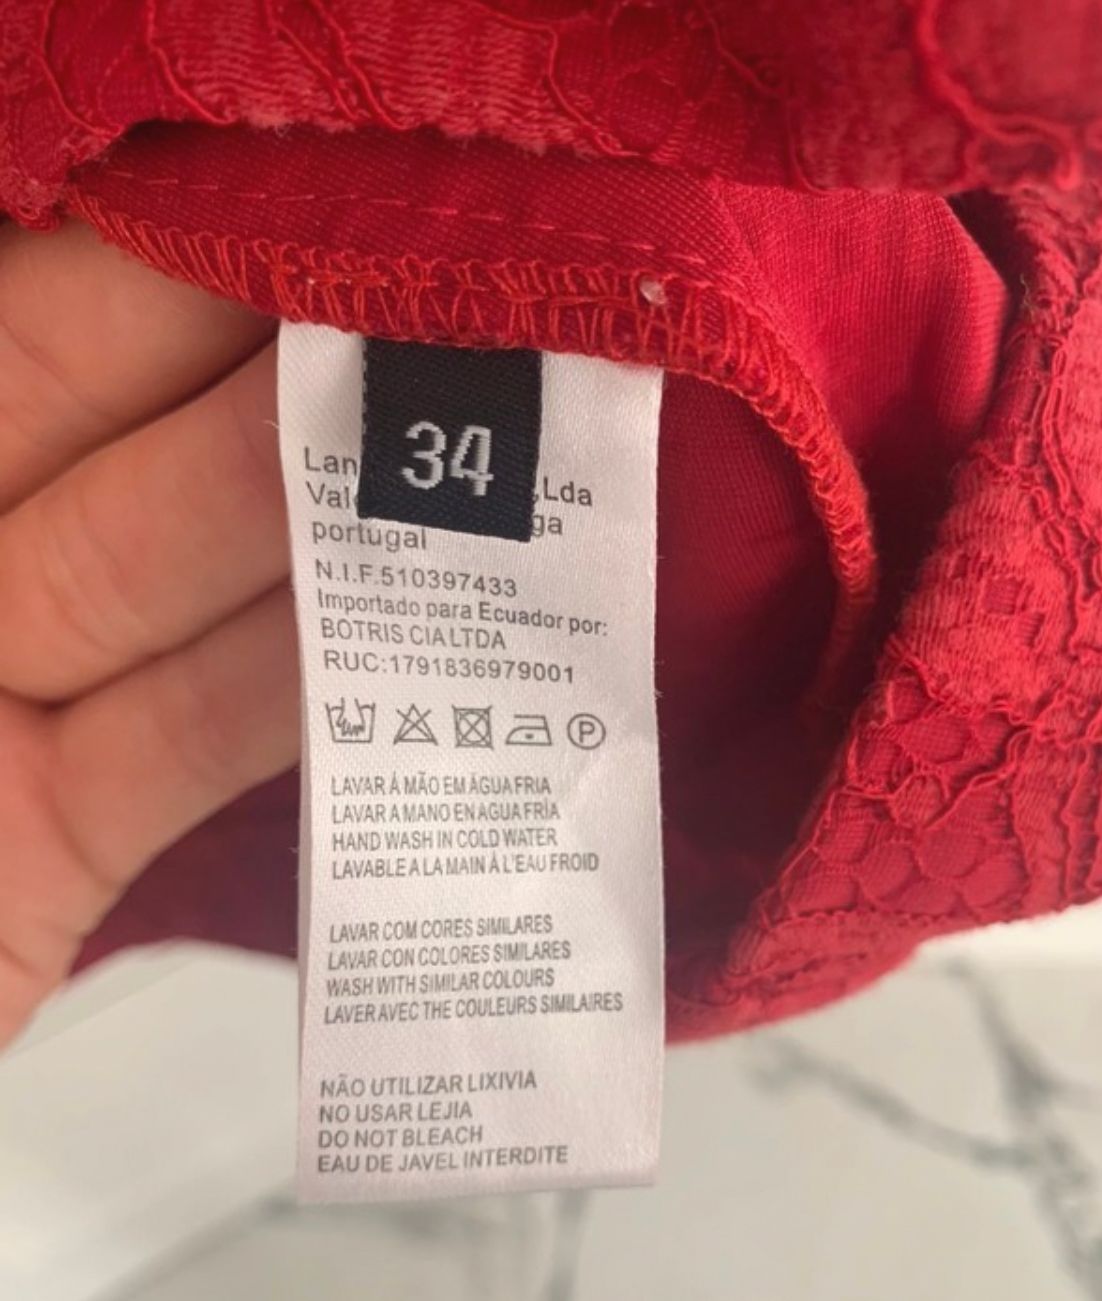 34
Lan
,Lda
portugal
N.I.F.510397433
Importado para Ecuador por:
BOTRIS CIA LTDA
RUC:1791836979001
P
LAVAR Á MÃO EM ÁGUA FRIA
LAVAR A MANO EN AGUA FRÍA
HAND WASH IN COLD WATER
LAVABLE A LA MAIN À L'EAU FROID
LAVAR COM CORES SIMILARES
LAVAR CON COLORES SIMILARES
WASH WITH SIMILAR COLOURS
LAVER AVEC THE COULEURS SIMILAIRES
NÃO UTILIZAR LIXIVIA
NO USAR LEJIA
DO NOT BLEACH
EAU DE JAVEL INTERDITE